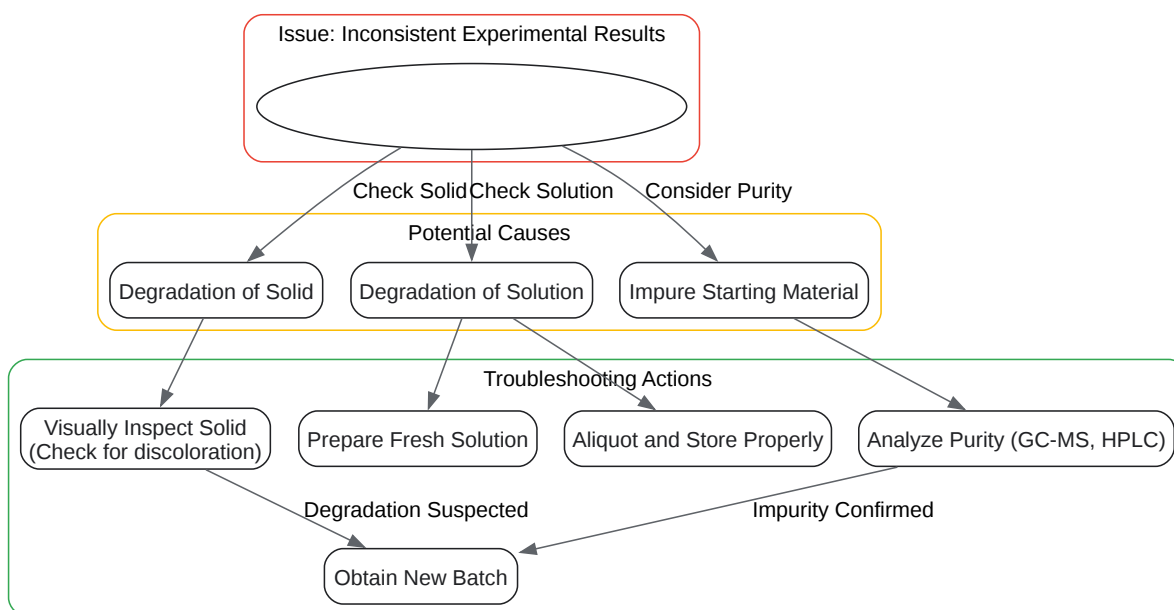 Issue: Inconsistent Experimental Results
Check Solid
Check Solution
Consider Purity
Potential Causes
Degradation of Solid
Degradation of Solution
Impure Starting Material
Troubleshooting Actions
Visually Inspect Solid
(Check for discoloration)
Prepare Fresh Solution
Aliquot and Store Properly
Analyze Purity (GC-MS, HPLC)
Degradation Suspected
Impurity Confirmed
Obtain New Batch